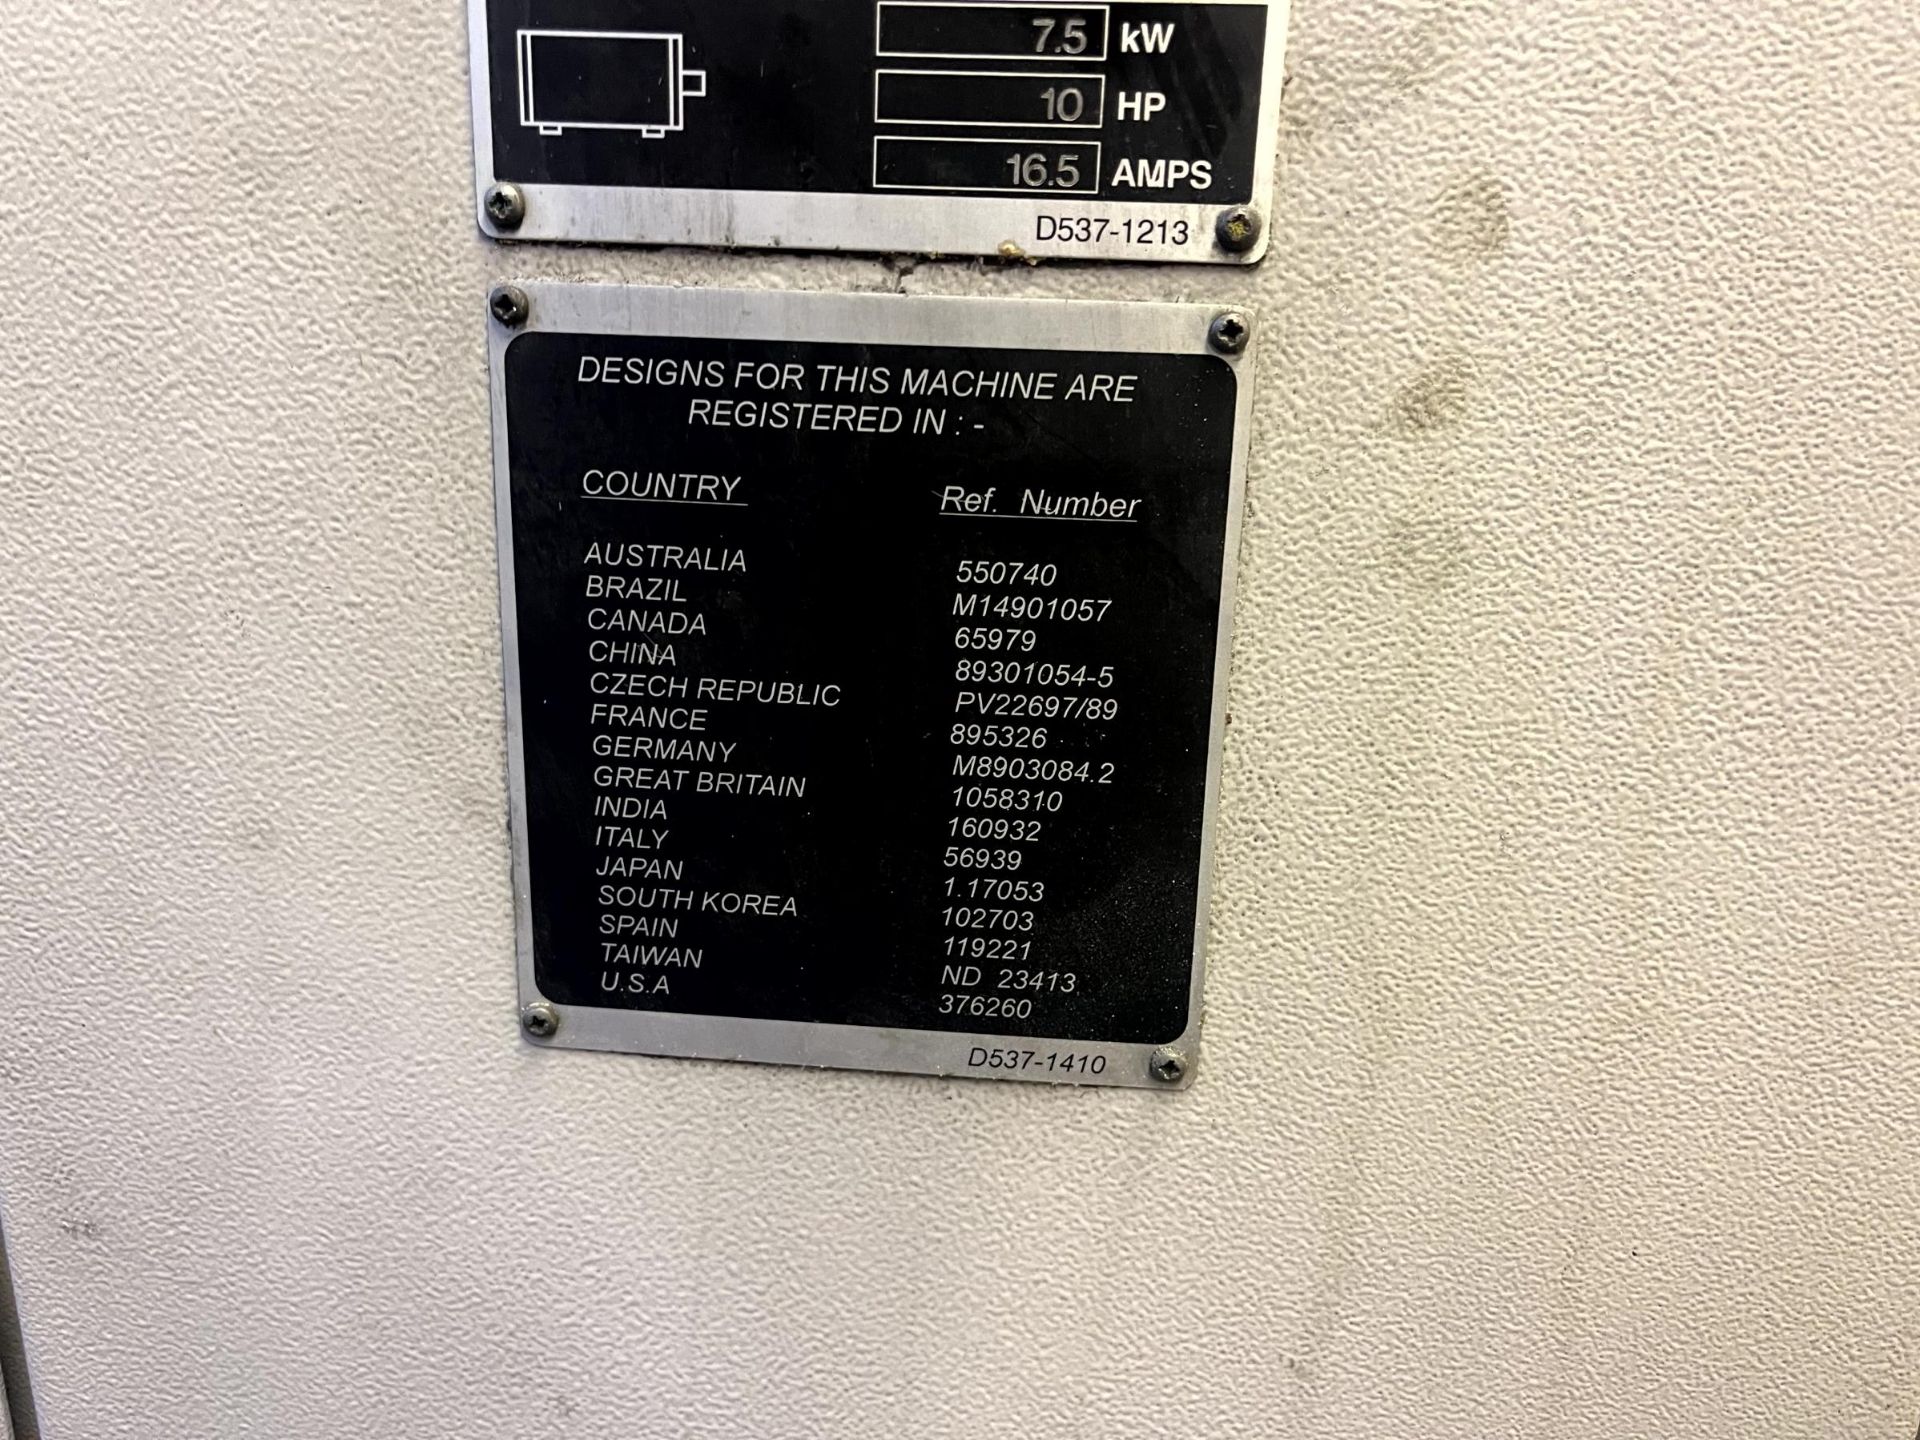 7.5 kW
10 HP
16.5 AMPS
D537-1213
DESIGNS FOR THIS MACHINE ARE
REGISTERED IN : -
COUNTRY Ref. Number
AUSTRALIA 550740
BRAZIL M14901057
CANADA 65979
CHINA 89301054-5
CZECH REPUBLIC PV22697/89
FRANCE 895326
GERMANY M8903084.2
GREAT BRITAIN 1058310
INDIA 160932
ITALY 56939
JAPAN 1.17053
SOUTH KOREA 102703
SPAIN 119221
TAIWAN ND 23413
U.S.A 376260
D537-1410